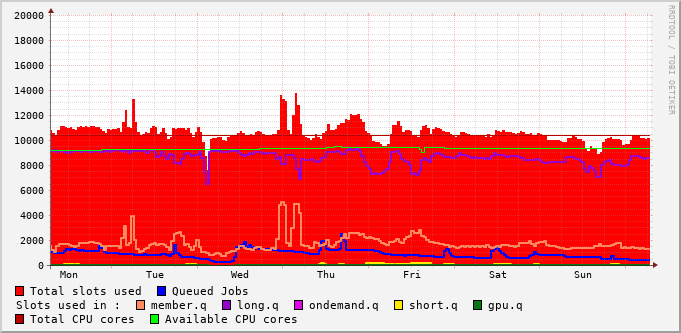 20000
18000
16000
14000
12000
10000
8000
6000
4000
2000
0
Mon Tue Wed Thu Fri Sat Sun
Total slots used Queued Jobs
Slots used in : member.q long.q ondemand.q short.q gpu.q
Total CPU cores Available CPU cores
RRDTOOL / TOBI OETIKER